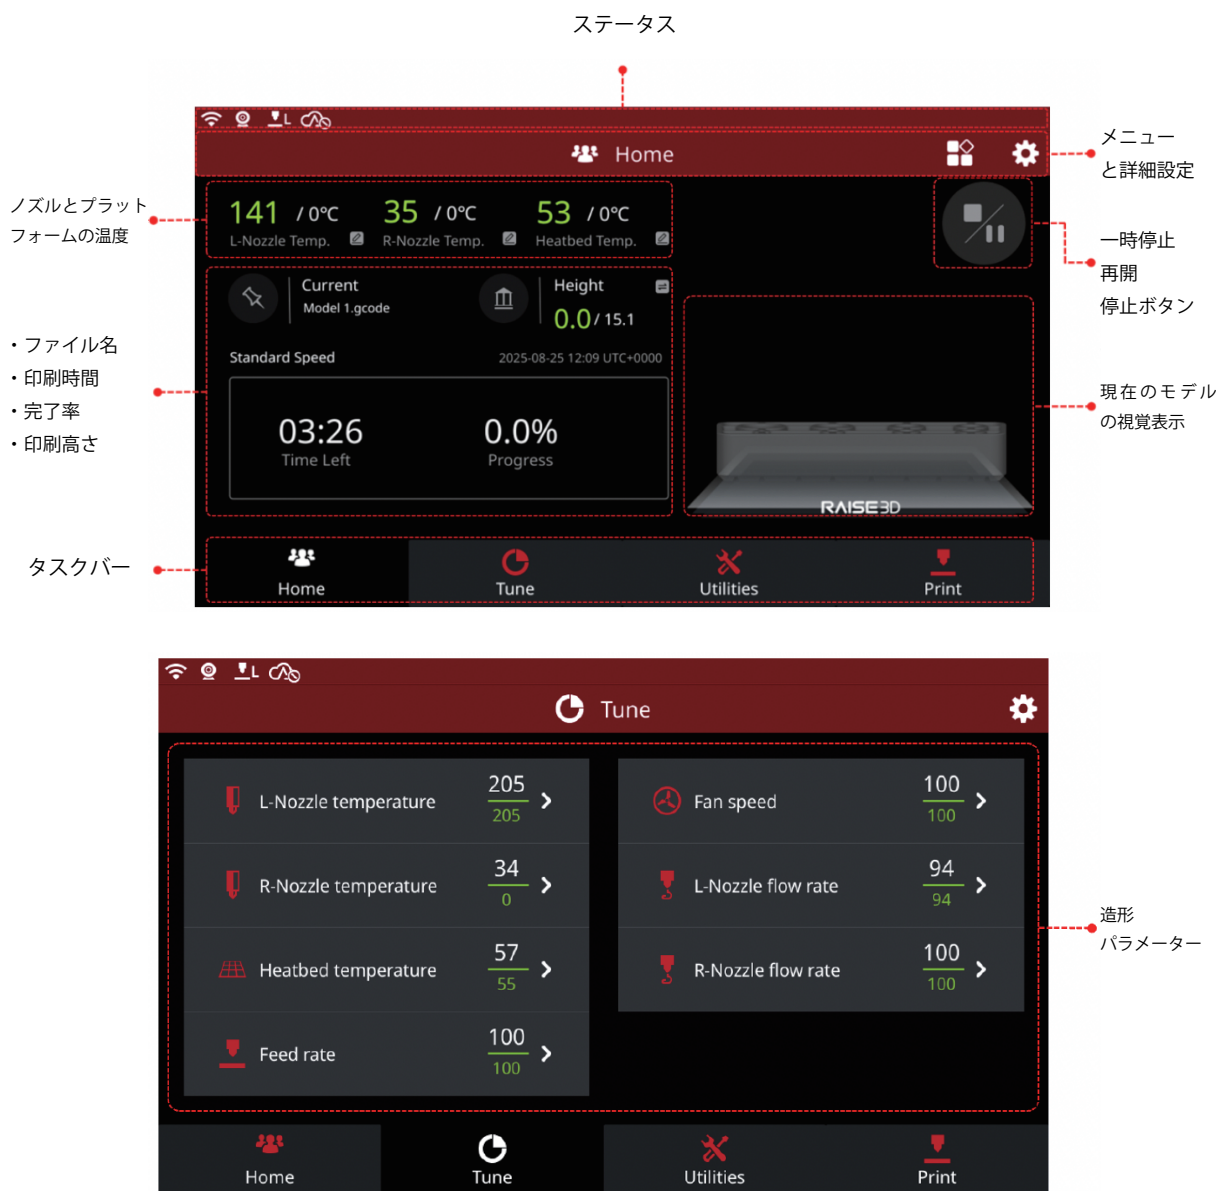 ステータス
L
Home
メニュー
と詳細設定
ノズルとプラット
フォームの温度
141 / 0℃
35 / 0℃
53 / 0℃
L-Nozzle Temp.
R-Nozzle Temp.
Heatbed Temp.
一時停止
再開
停止ボタン
・ファイル名
・印刷時間
・完了率
・印刷高さ
Current
Model 1.gcode
Height
0.0 / 15.1
Standard Speed
2025-08-25 12:09 UTC+0000
03:26
Time Left
0.0%
Progress
現在のモデル
の視覚表示
RAISE3D
タスクバー
Home
Tune
Utilities
Print
L
Tune
L-Nozzle temperature
205
205
Fan speed
100
100
R-Nozzle temperature
34
0
L-Nozzle flow rate
94
94
Heatbed temperature
57
55
R-Nozzle flow rate
100
100
Feed rate
100
100
造形
パラメーター
Home
Tune
Utilities
Print